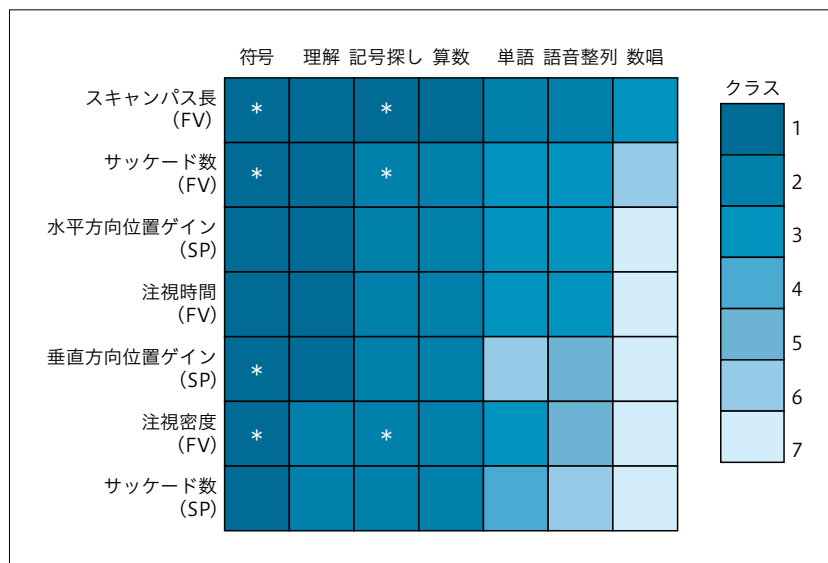 符号 理解 記号探し 算数 単語 語音整列 数唱
クラス
スキャンパス長
（FV）
* *
1
サッケード数
（FV）
* *
2
水平方向位置ゲイン
（SP）
3
注視時間
（FV）
4
垂直方向位置ゲイン
（SP）
*
5
6
注視密度
（FV）
* *
7
サッケード数
（SP）